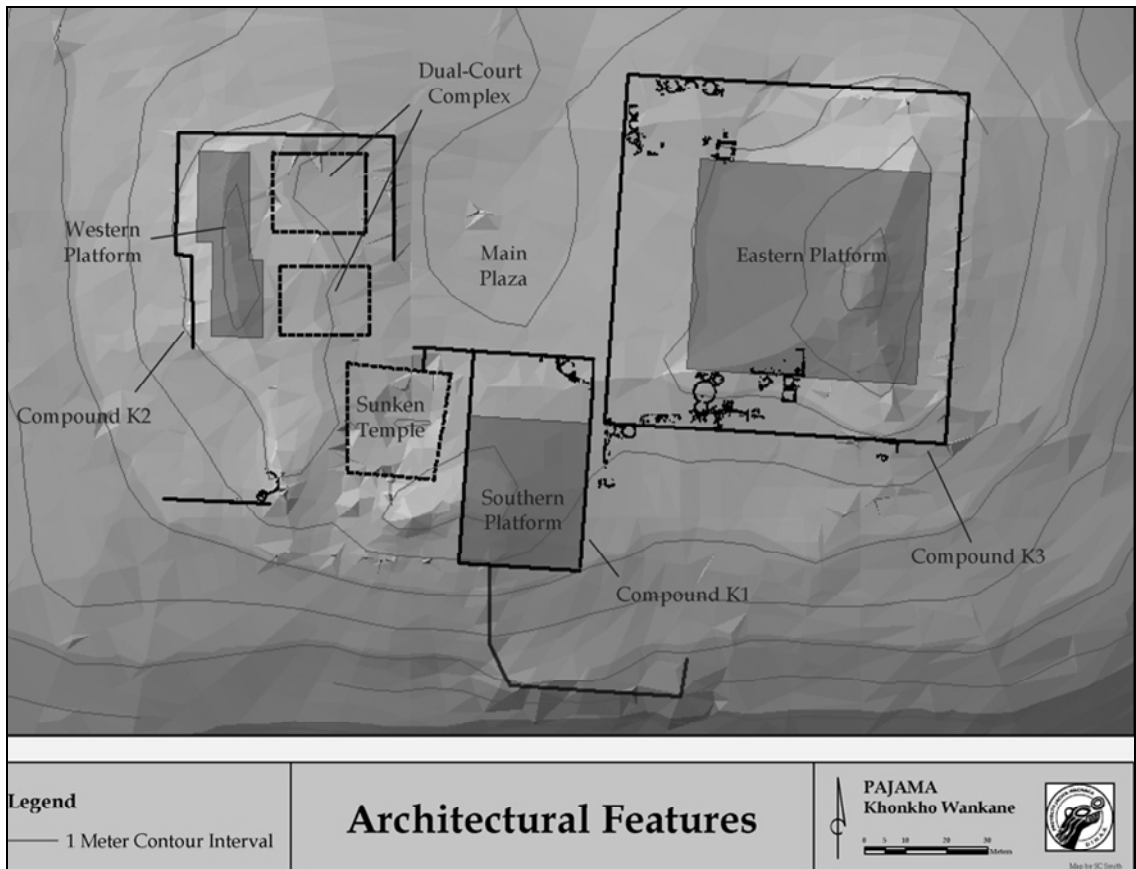 Dual-Court
Complex
Western
Platform
Main
Plaza
Eastern Platform
Compound K2
Sunken
Temple
Southern
Platform
Compound K3
Compound K1
Legend
1 Meter Contour Interval
Architectural Features
PAJAMA
Khonkho Wankane
0 5 10 20 30
Meters
Map by SC Smith